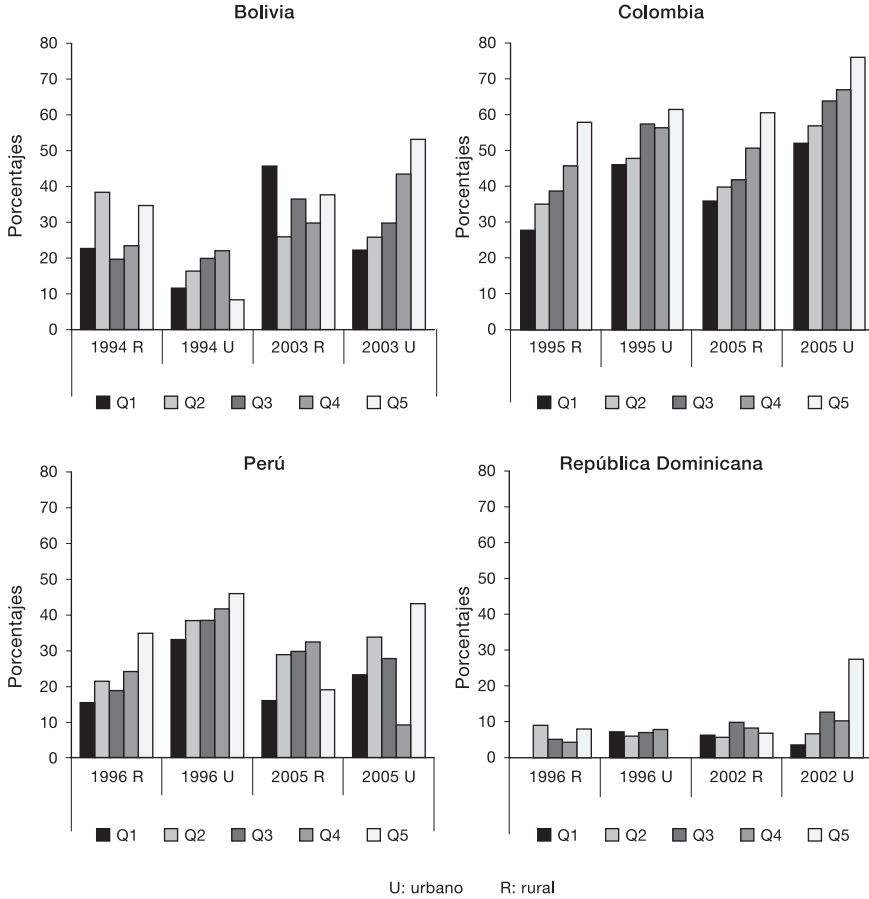 Bolivia
80
70
60
50
40
30
20
10
0
Porcentajes
1994 R 1994 U 2003 R 2003 U
Q1 Q2 Q3 Q4 Q5
Colombia
80
70
60
50
40
30
20
10
0
Porcentajes
1995 R 1995 U 2005 R 2005 U
Q1 Q2 Q3 Q4 Q5
Perú
80
70
60
50
40
30
20
10
0
Porcentajes
1996 R 1996 U 2005 R 2005 U
Q1 Q2 Q3 Q4 Q5
República Dominicana
80
70
60
50
40
30
20
10
0
Porcentajes
1996 R 1996 U 2002 R 2002 U
Q1 Q2 Q3 Q4 Q5
U: urbano R: rural